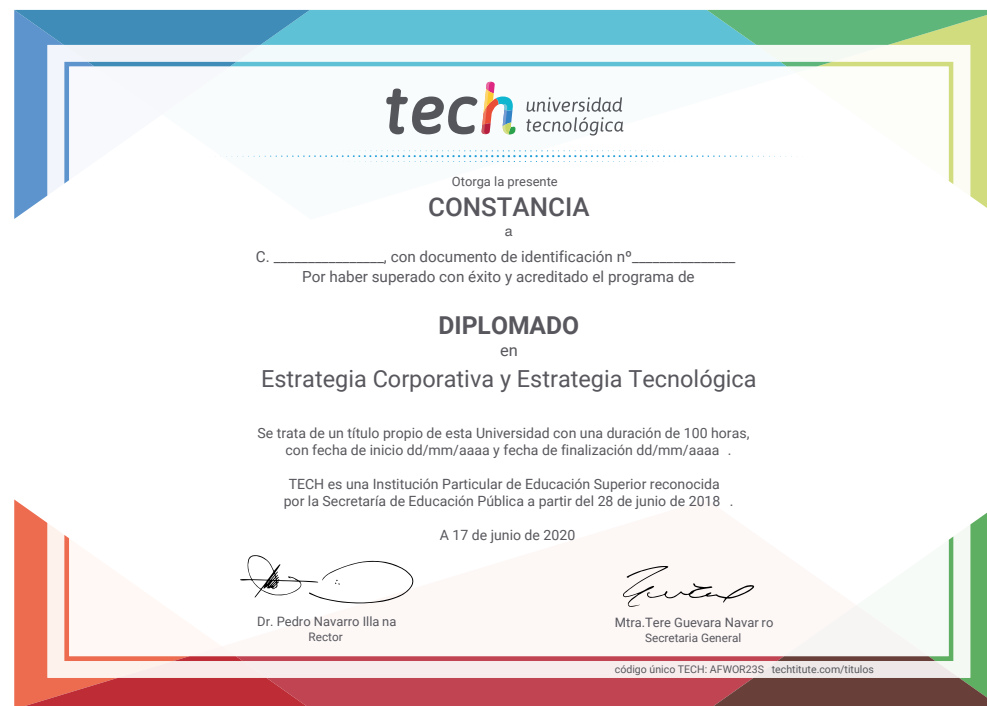 tech universidad
tecnológica
Otorga la presente
CONSTANCIA
a
C. ________________, con documento de identificación nº_______________
Por haber superado con éxito y acreditado el programa de
DIPLOMADO
en
Estrategia Corporativa y Estrategia Tecnológica
Se trata de un título propio de esta Universidad con una duración de 100 horas,
con fecha de inicio dd/mm/aaaa y fecha de finalización dd/mm/aaaa .
TECH es una Institución Particular de Educación Superior reconocida
por la Secretaría de Educación Pública a partir del 28 de junio de 2018 .
A 17 de junio de 2020
Dr. Pedro Navarro Illa na
Rector
Mtra.Tere Guevara Navar ro
Secretaria General
código único TECH: AFWOR23S techtitute.com/titulos